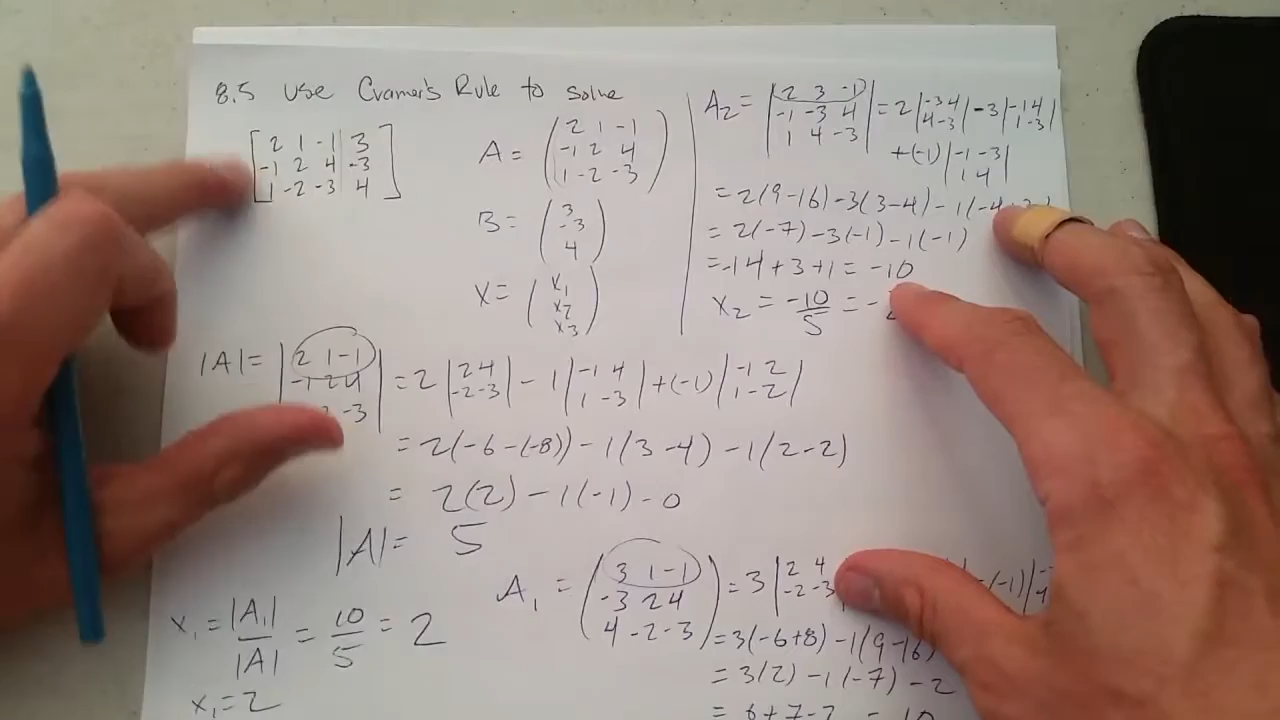 8.5 Use Cramer's Rule to solve
[2 1 -1 | 3
-1 2 4 | -3
1 -2 -3 | 4]
A = (2 1 -1
-1 2 4
1 -2 -3)
B = (3
-3
4)
X = (x₁
x₂
x₃)
|A| = |2 1 -1
-1 2 4
-3| = 2 |2 4
-2 -3| - 1 |-1 4
1 -3| + (-1) |-1 2
1 -2|
= 2(-6 - (-8)) - 1(3 - 4) - 1(2 - 2)
= 2(2) - 1(-1) - 0
|A| = 5
x₁ = |A₁| / |A| = 10/5 = 2
x₁ = 2
A₂ = |2 3 -1
-1 -3 4
1 4 -3| = 2 |-3 4
4 -3| - 3 |-1 4
1 -3|
+ (-1) |-1 -3
1 4|
= 2(9 - 16) - 3(3 - 4) - 1(-4
= 2(-7) - 3(-1) - 1(-1)
= -14 + 3 + 1 = -10
x₂ = -10/5 = -
A₁ = (3 1 -1
-3 2 4
4 -2 -3) = 3 |2 4
-2 -3
(-1) |
= 3(-6 + 8) - 1(9 - 16)
= 3(2) - 1(-7) - 2
= 6 + 7 - 2 = 10